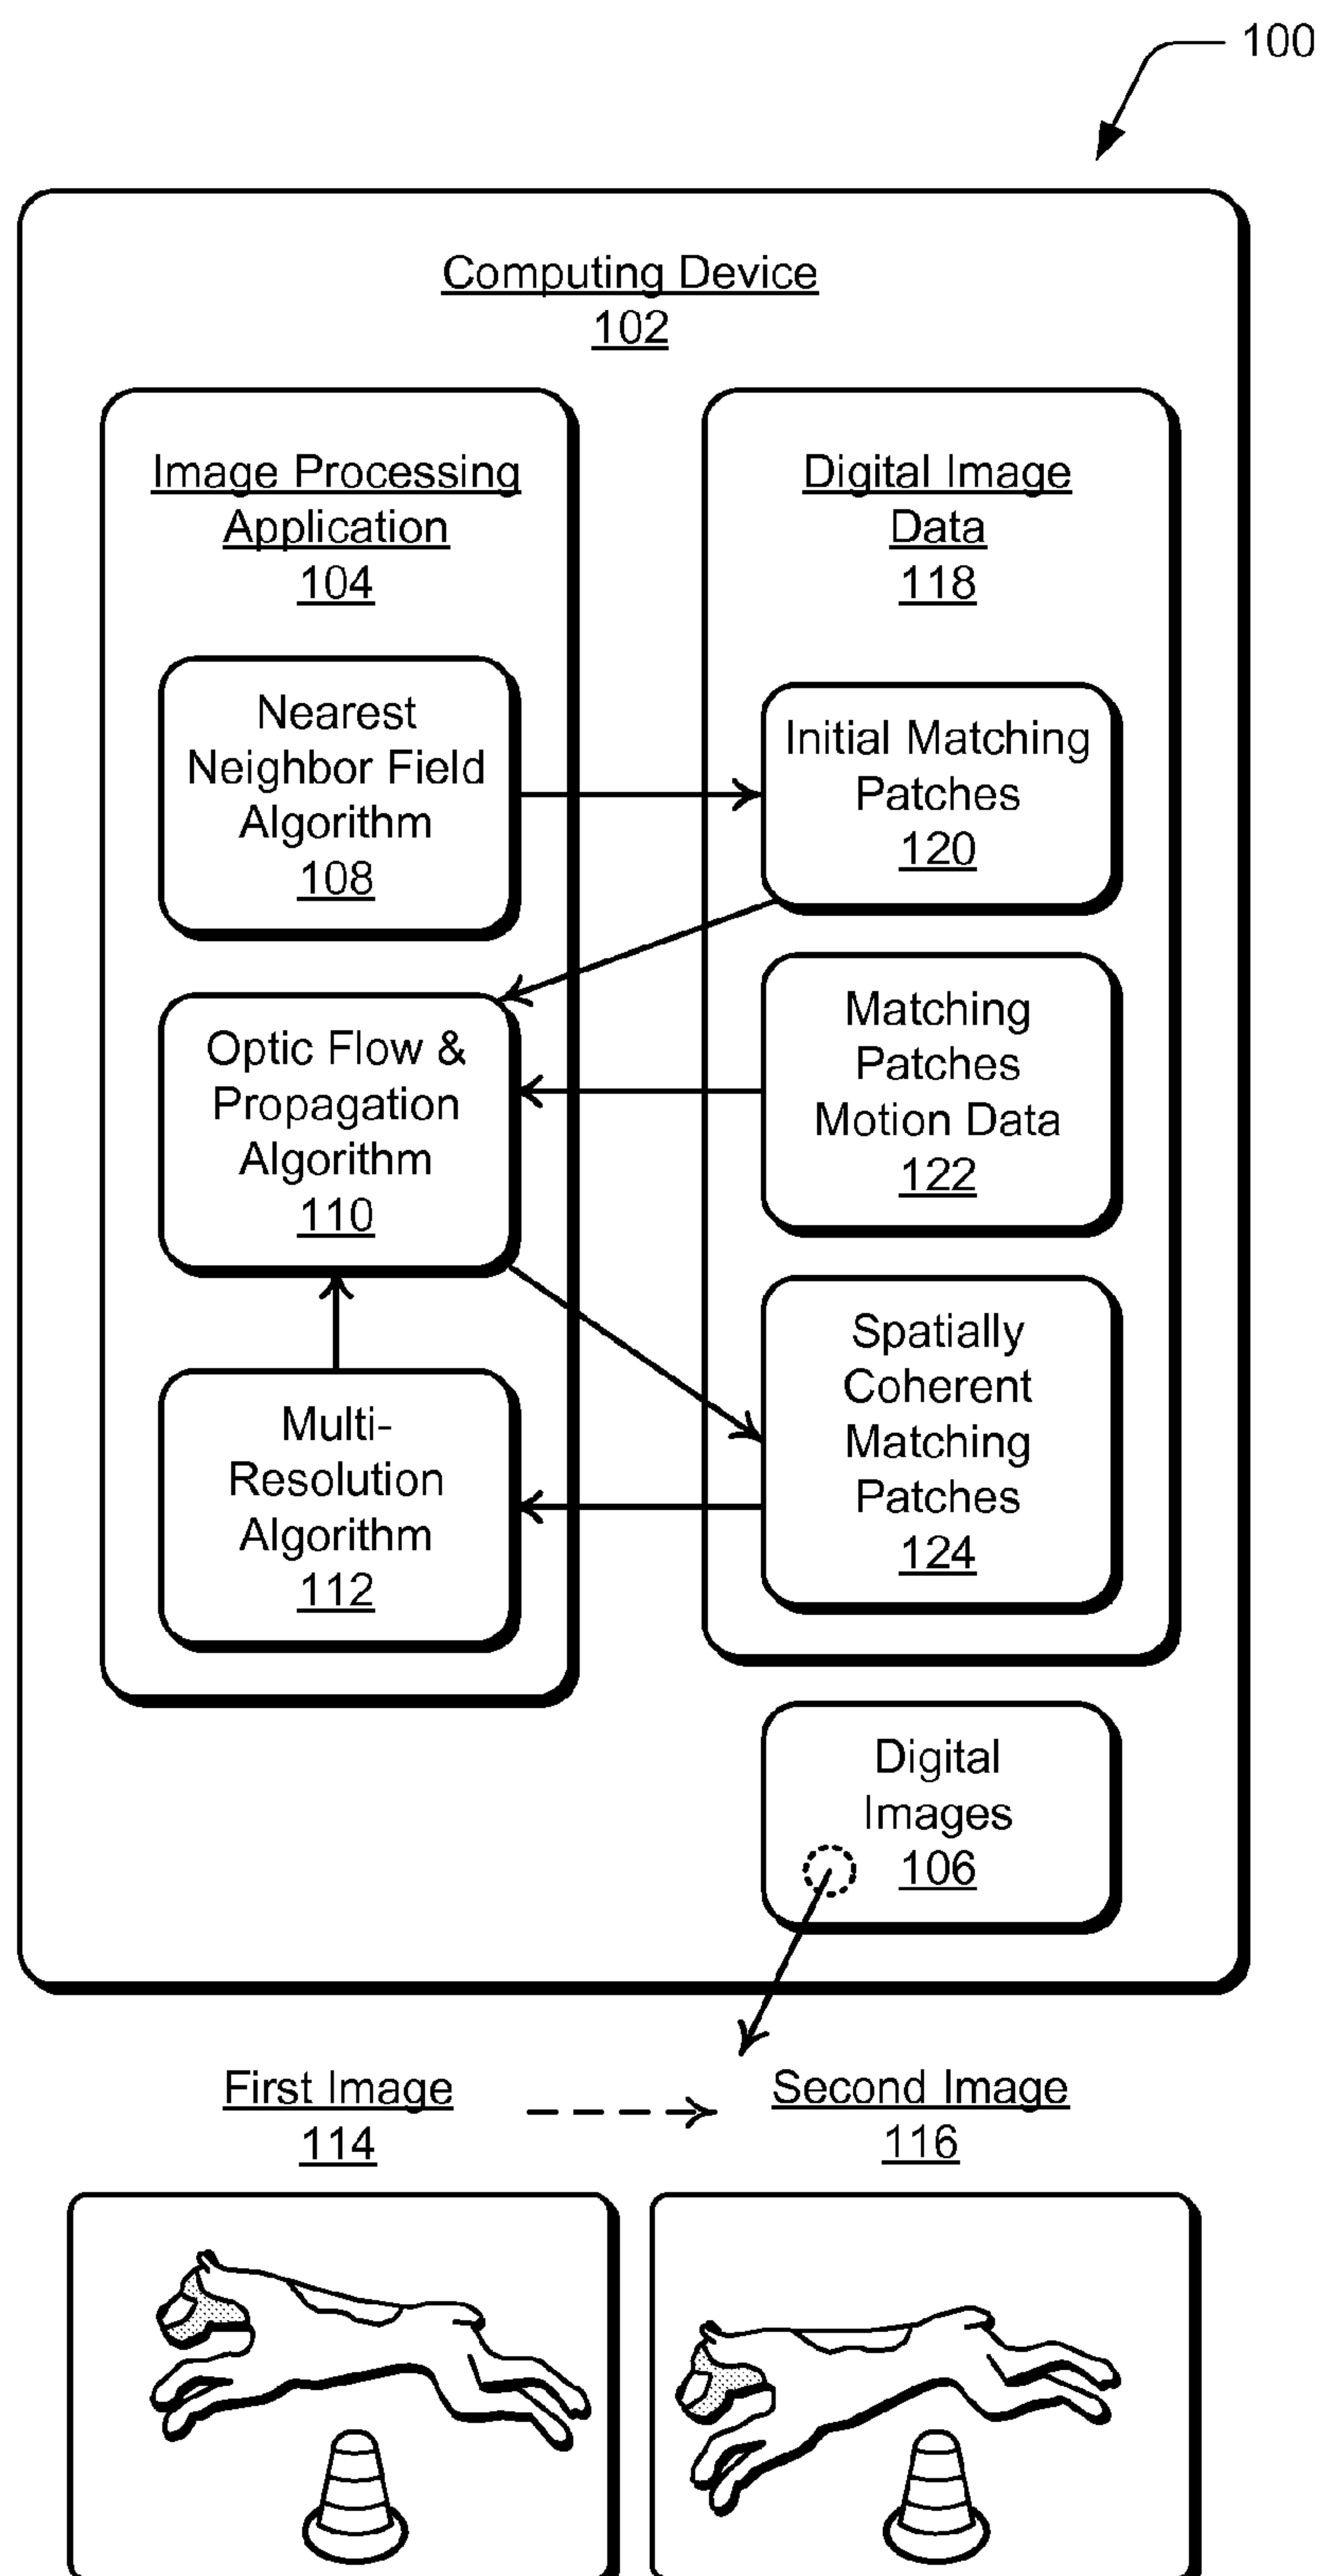 100
Computing Device
102
Image Processing
Application
104
Nearest
Neighbor Field
Algorithm
108
Optic Flow &
Propagation
Algorithm
110
Multi-
Resolution
Algorithm
112
Digital Image
Data
118
Initial Matching
Patches
120
Matching
Patches
Motion Data
122
Spatially
Coherent
Matching
Patches
124
Digital
Images
106
First Image
114
Second Image
116